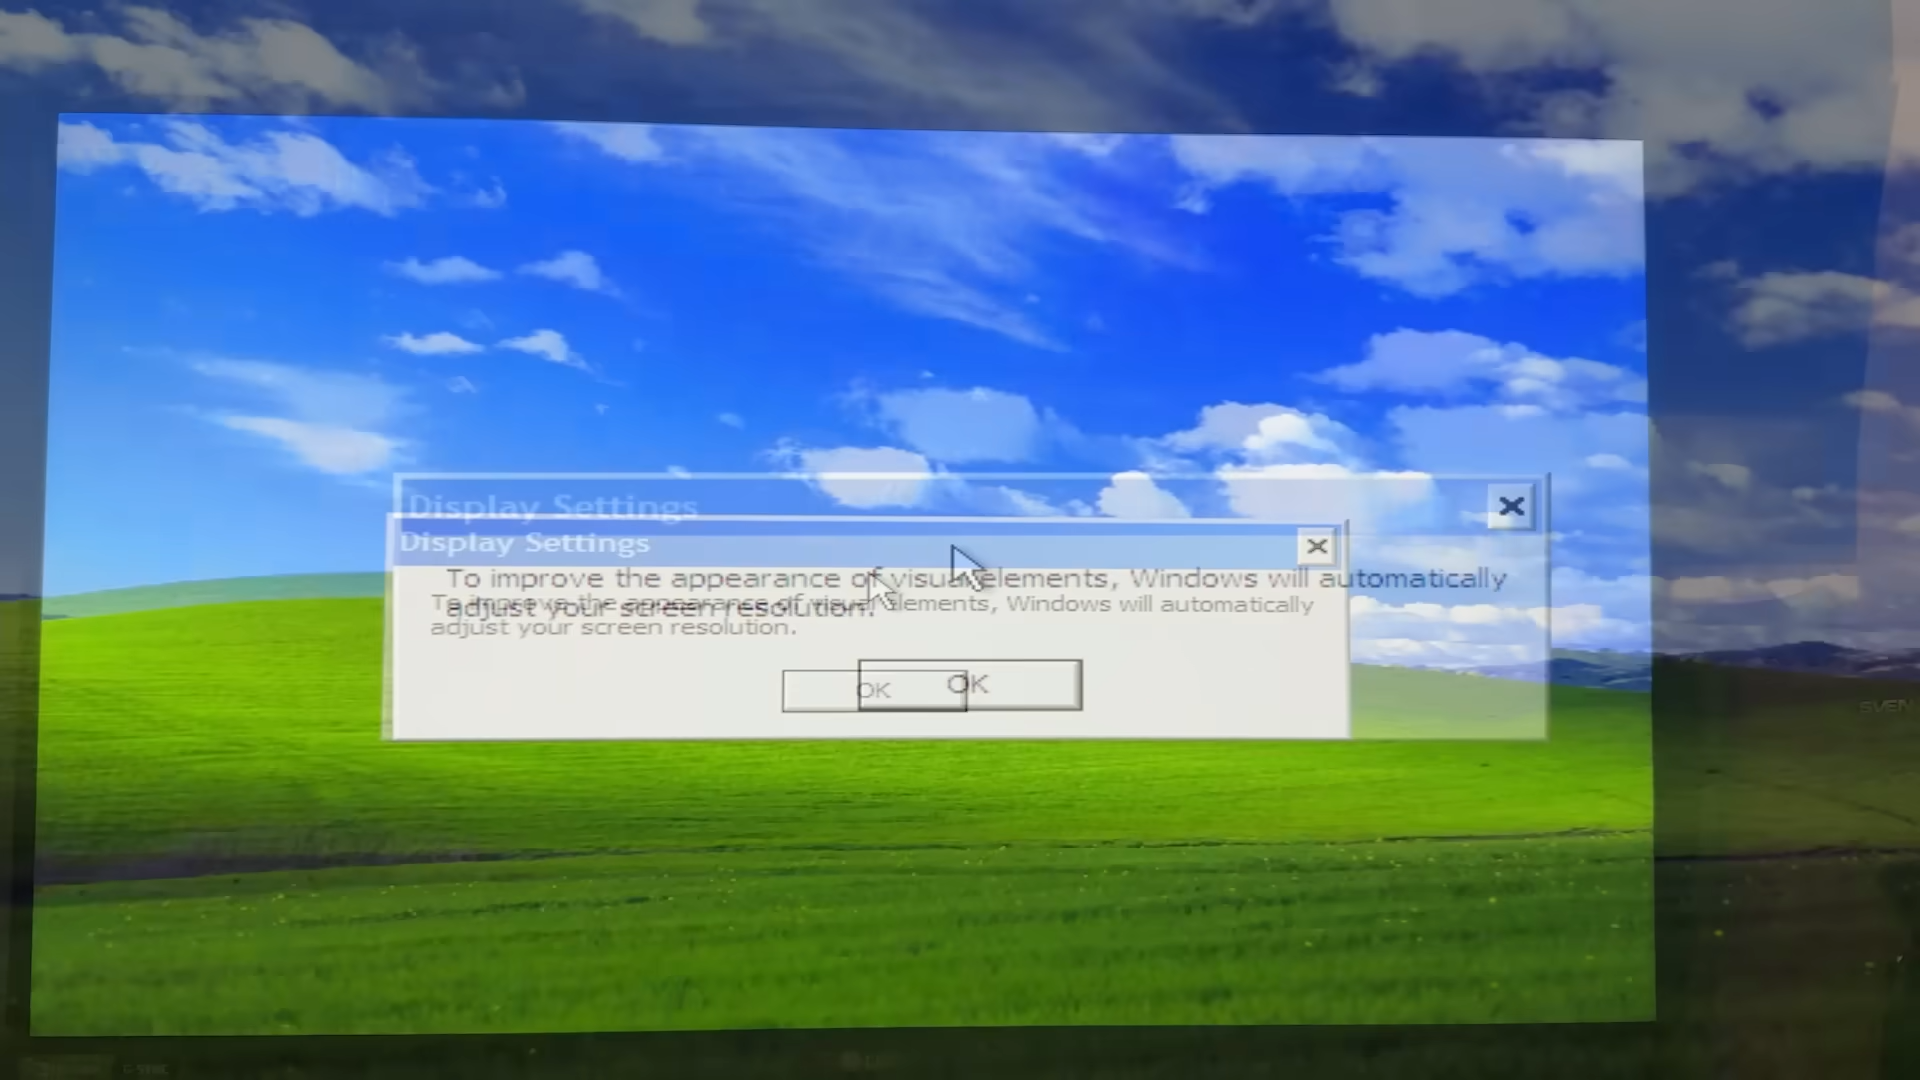 Display Settings
To improve the appearance of visual elements, Windows will automatically
adjust your screen resolution.
OK
Display Settings
To improve the appearance of visual elements, Windows will automatically
adjust your screen resolution.
OK
SVEN